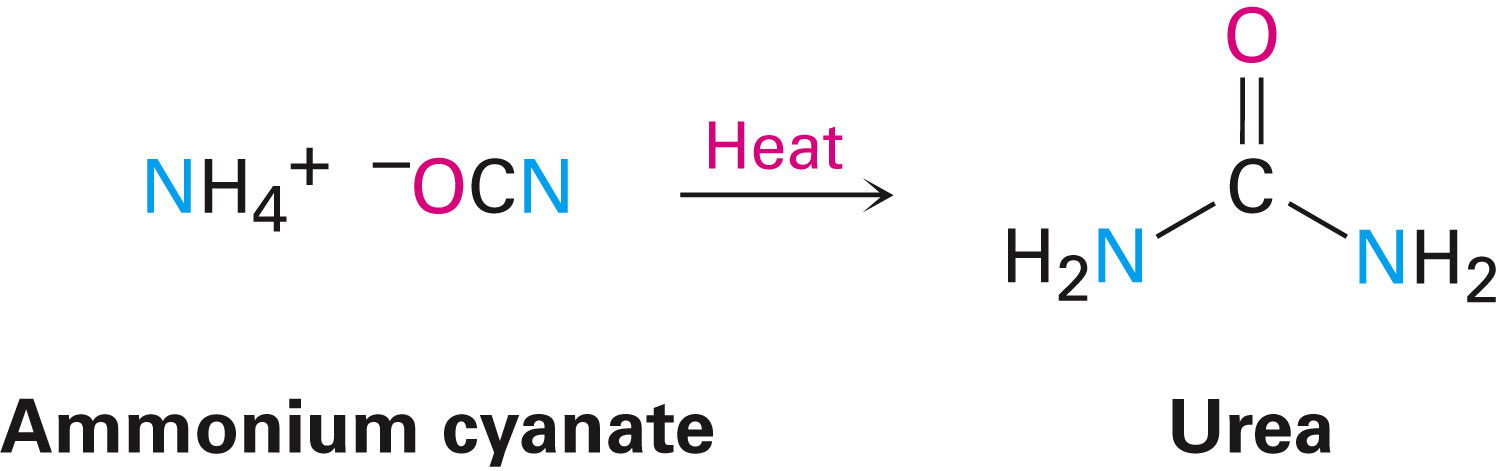 O
Heat
NH₄⁺ ⁻OCN
C
H₂N NH₂
Ammonium cyanate Urea